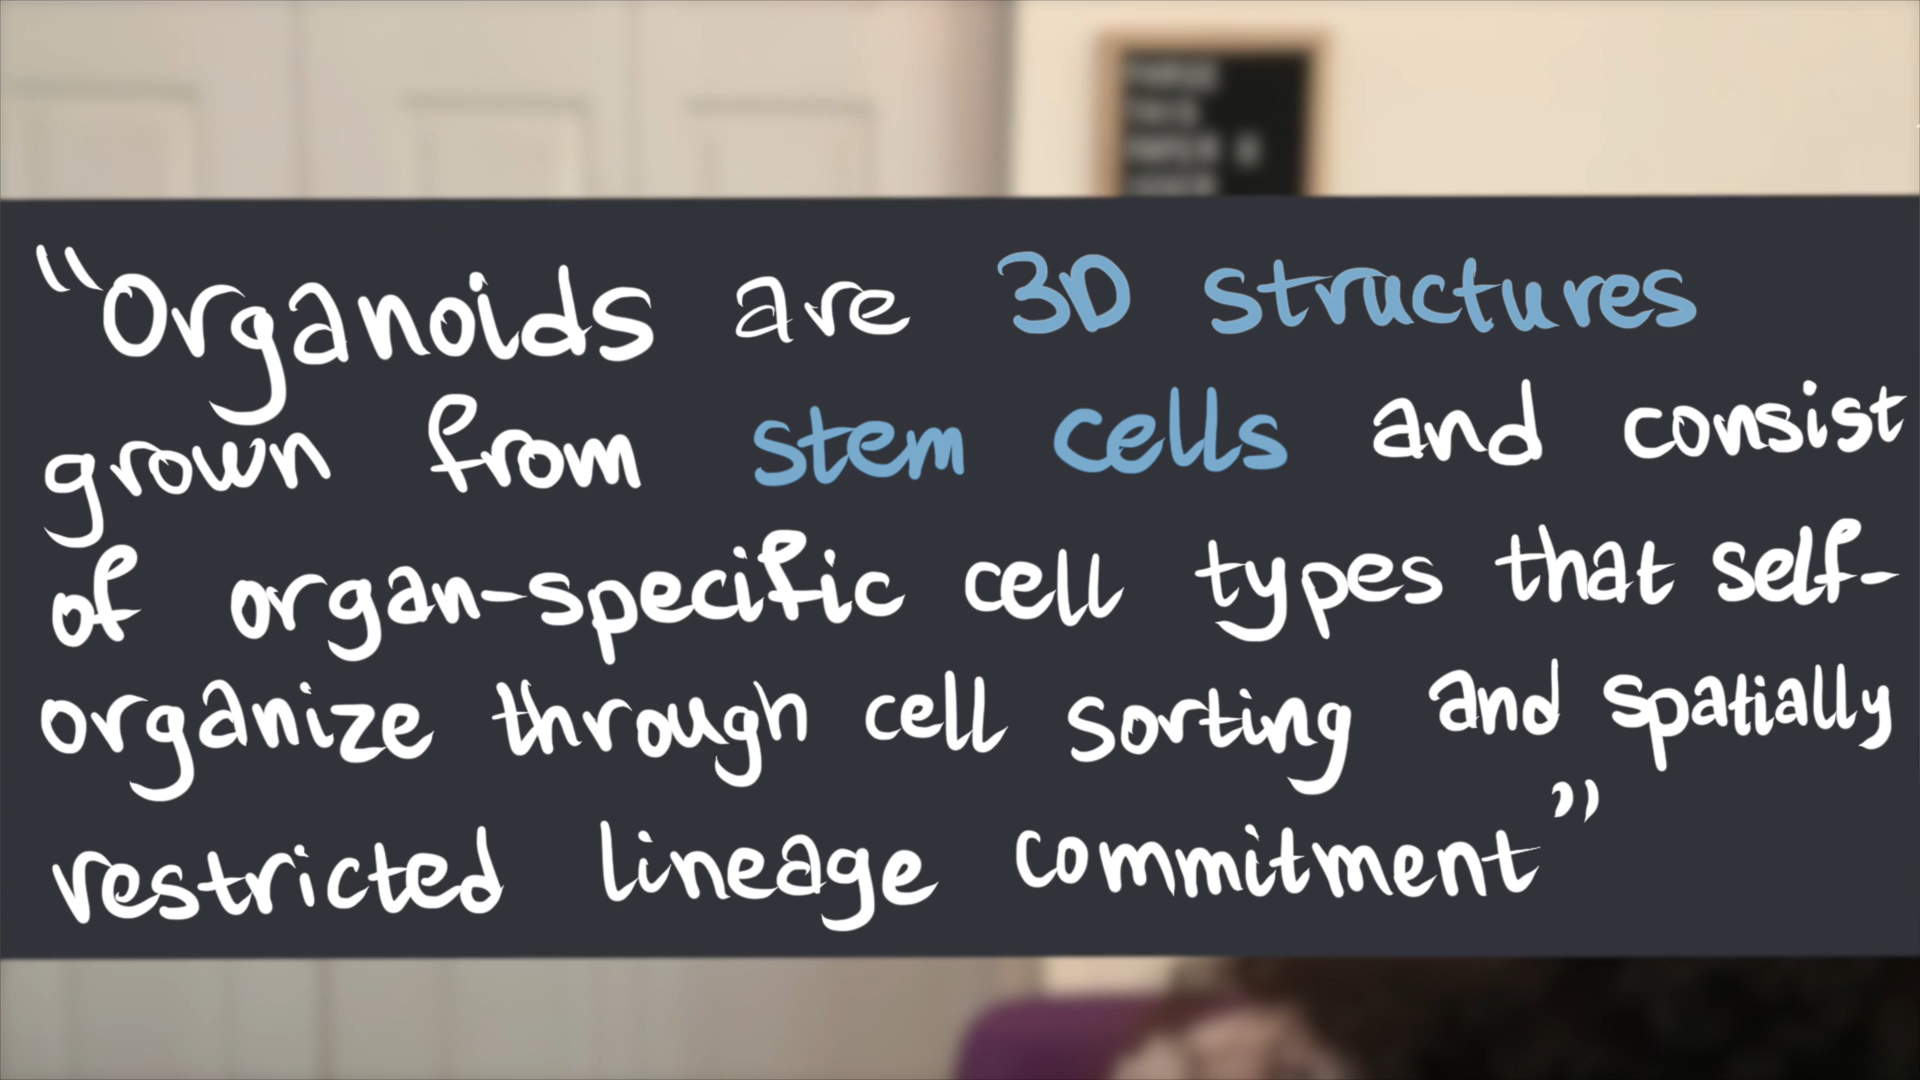 “Organoids are 3D structures
grown from stem cells and consist
of organ-specific cell types that self-
organize through cell sorting and spatially
restricted lineage commitment”